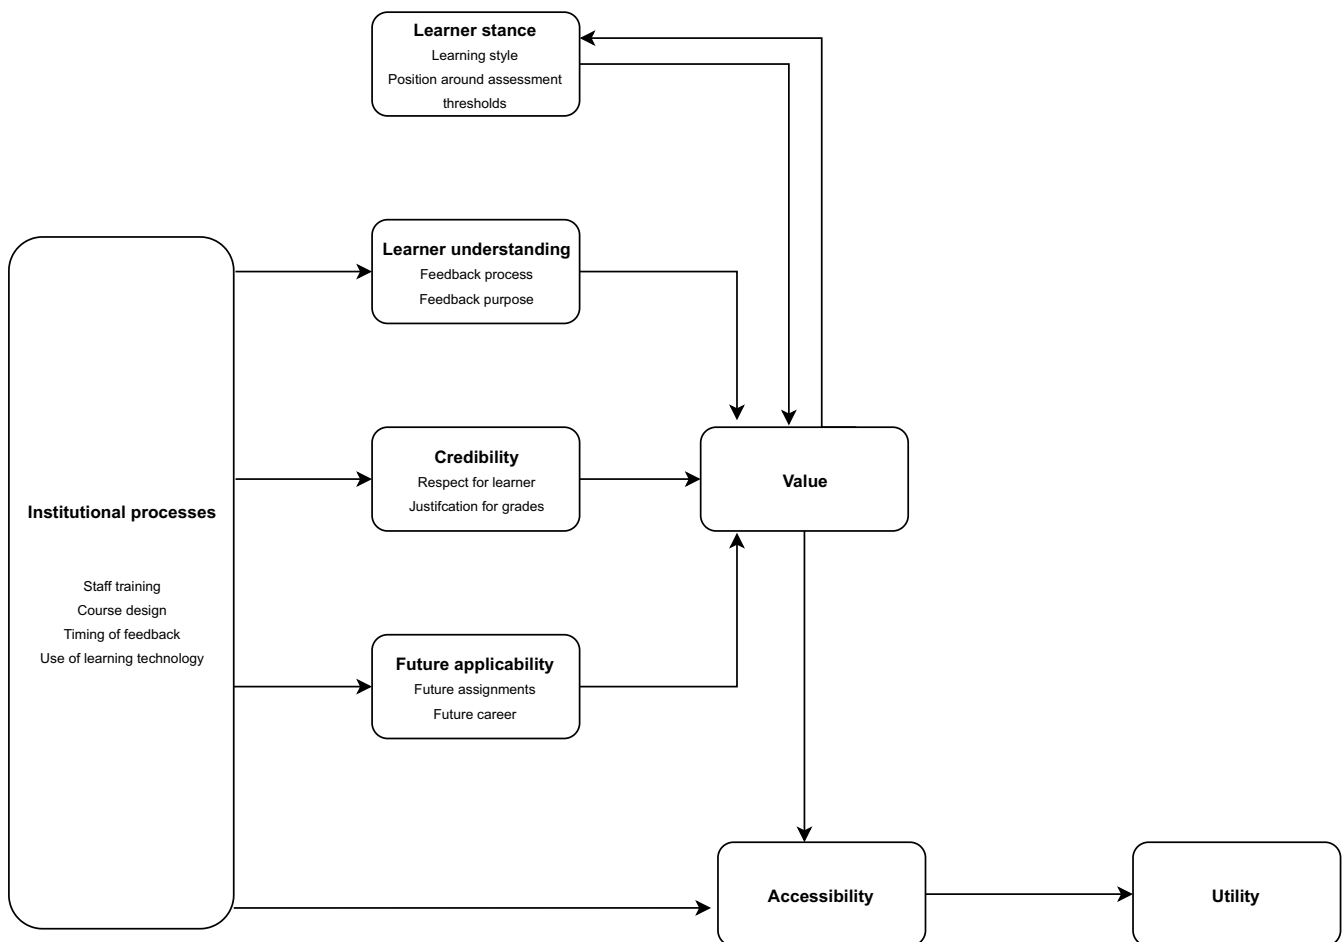 Learner stance
Learning style
Position around assessment
thresholds
Learner understanding
Feedback process
Feedback purpose
Institutional processes
Staff training
Course design
Timing of feedback
Use of learning technology
Credibility
Respect for learner
Justifcation for grades
Value
Future applicability
Future assignments
Future career
Accessibility
Utility